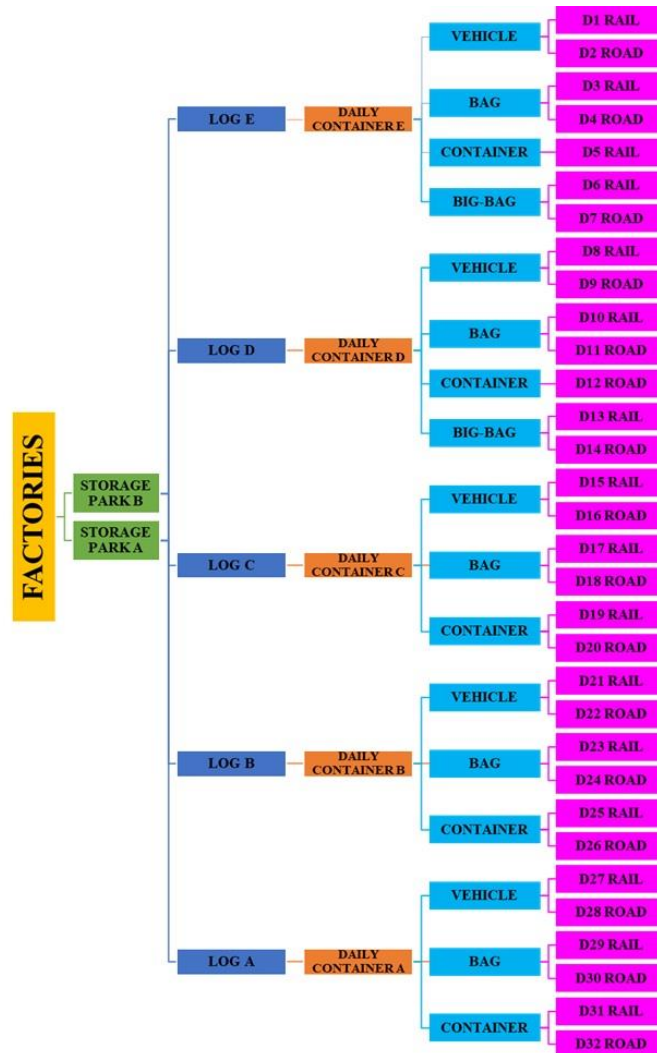 FACTORIES
STORAGE
PARK B
STORAGE
PARK A
LOG E
DAILY
CONTAINER E
VEHICLE
D1 RAIL
D2 ROAD
BAG
D3 RAIL
D4 ROAD
CONTAINER
D5 RAIL
BIG-BAG
D6 RAIL
D7 ROAD
LOG D
DAILY
CONTAINER D
VEHICLE
D8 RAIL
D9 ROAD
BAG
D10 RAIL
D11 ROAD
CONTAINER
D12 ROAD
BIG-BAG
D13 RAIL
D14 ROAD
LOG C
DAILY
CONTAINER C
VEHICLE
D15 RAIL
D16 ROAD
BAG
D17 RAIL
D18 ROAD
CONTAINER
D19 RAIL
D20 ROAD
LOG B
DAILY
CONTAINER B
VEHICLE
D21 RAIL
D22 ROAD
BAG
D23 RAIL
D24 ROAD
CONTAINER
D25 RAIL
D26 ROAD
LOG A
DAILY
CONTAINER A
VEHICLE
D27 RAIL
D28 ROAD
BAG
D29 RAIL
D30 ROAD
CONTAINER
D31 RAIL
D32 ROAD